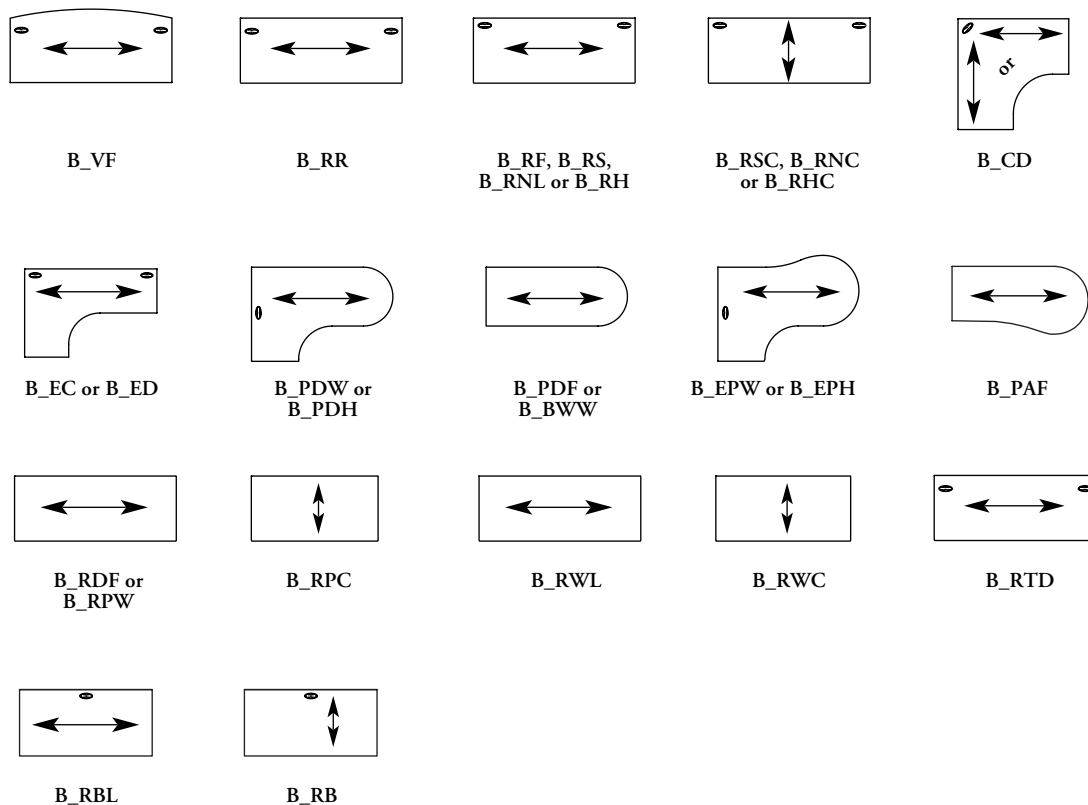 or
B_VF
B_RR
B_RF, B_RS,
B_RNL or B_RH
B_RSC, B_RNC
or B_RHC
B_CD
B_EC or B_ED
B_PDW or
B_PDH
B_PDF or
B_BWW
B_EPW or B_EPH
B_PAF
B_RDF or
B_RPW
B_RPC
B_RWL
B_RWC
B_RTD
B_RBL
B_RB